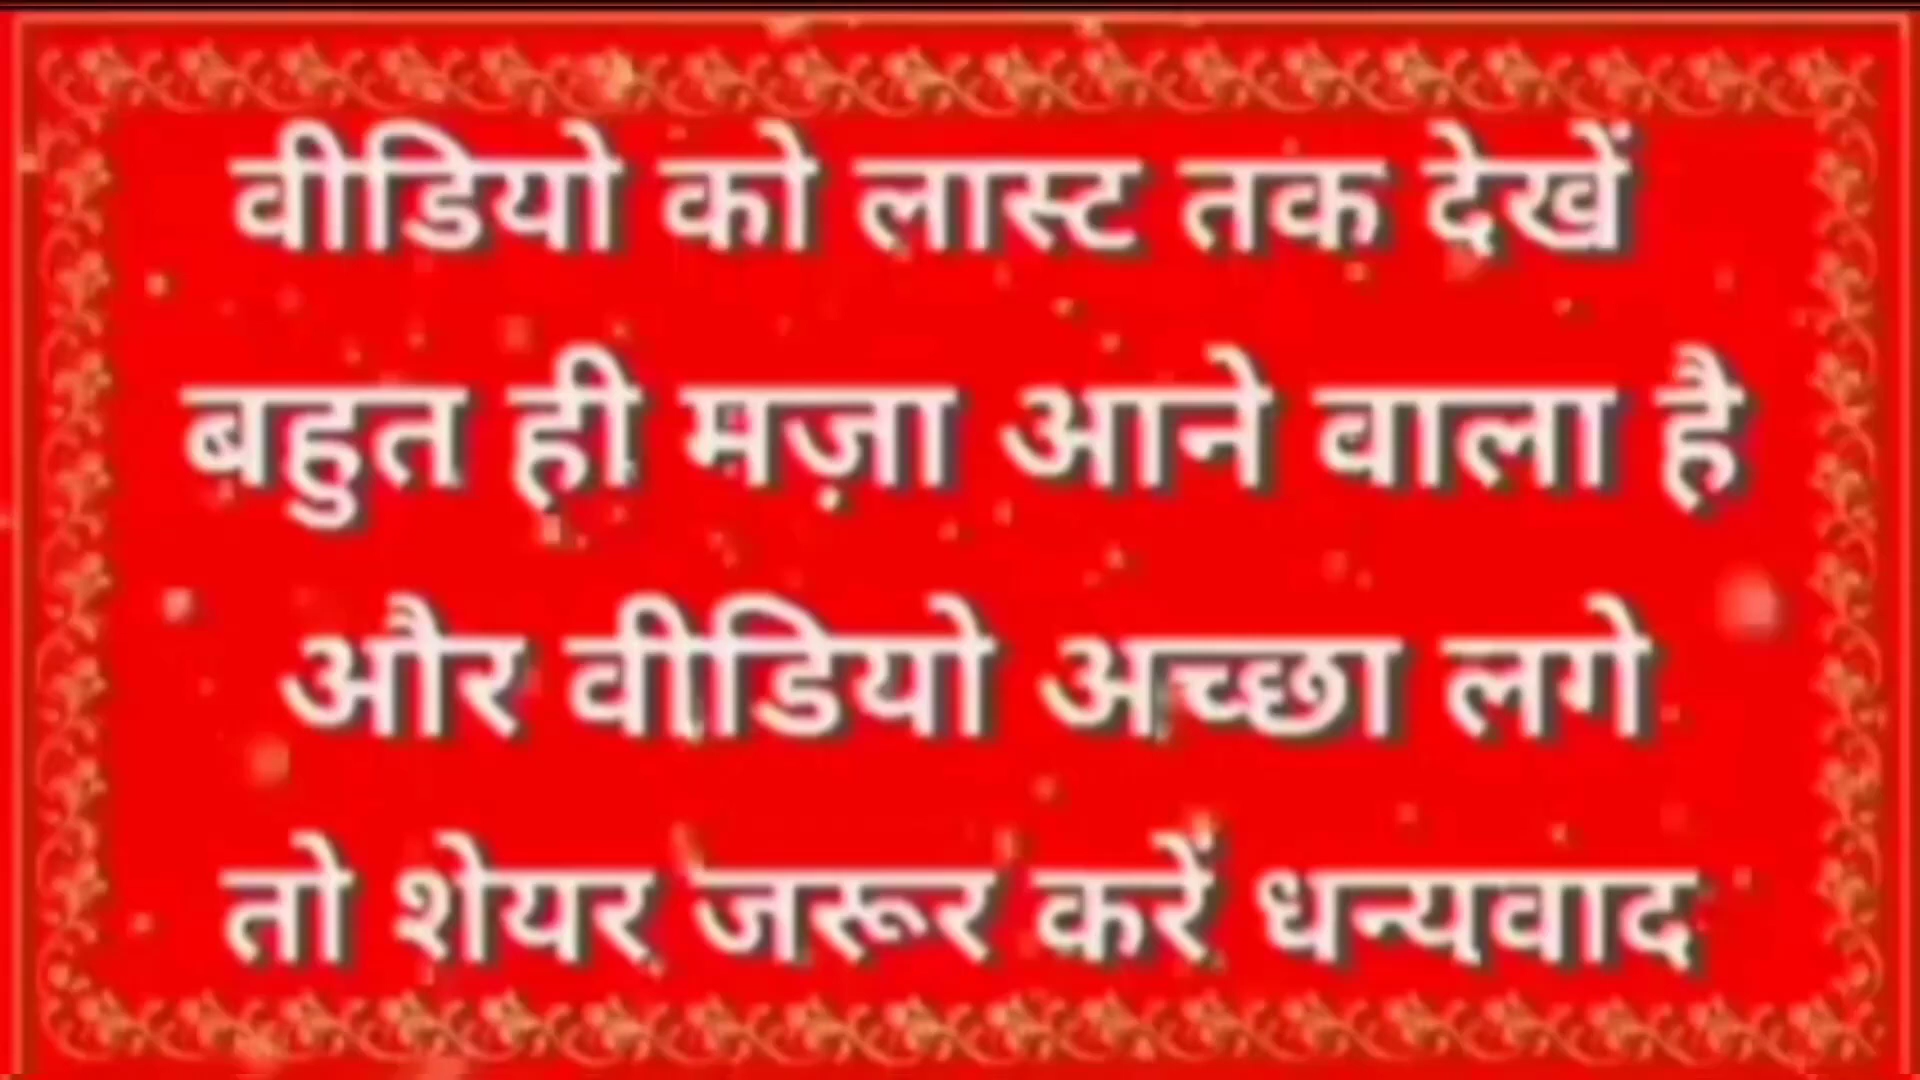 वीडियो को लास्ट तक देखें
बहुत ही मज़ा आने वाला है
और वीडियो अच्छा लगे
तो शेयर जरूर करें धन्यवाद